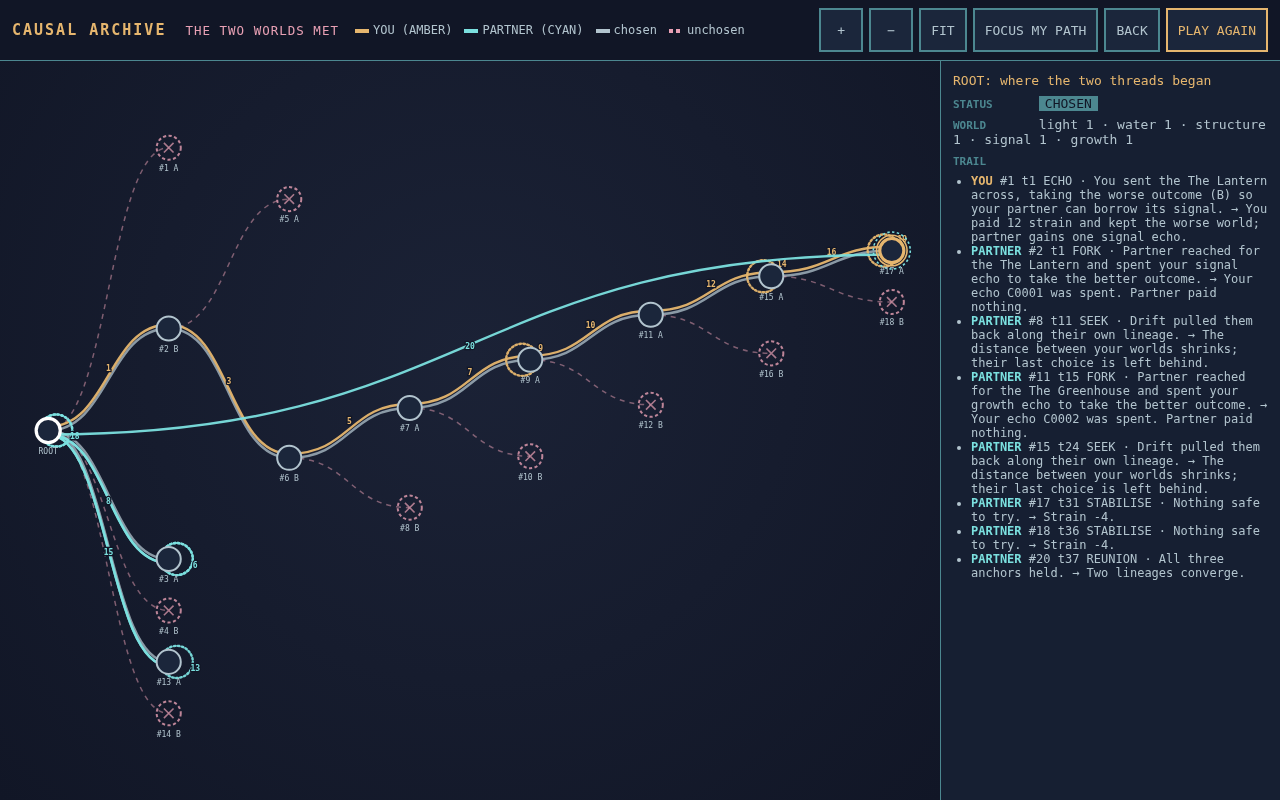 CAUSAL ARCHIVE THE TWO WORLDS MET YOU (AMBER) PARTNER (CYAN) chosen unchosen + − FIT FOCUS MY PATH BACK PLAY AGAIN
#1 A
#5 A
14
16
#17 A
#15 A
12
#18 B
10
#11 A
#2 B
20
9
#16 B
1
7
#9 A
3
5
#12 B
#7 A
18
ROOT
#6 B
#10 B
8
#8 B
15
6
#3 A
#4 B
13
#13 A
#14 B
ROOT: where the two threads began
STATUS CHOSEN
WORLD light 1 · water 1 · structure
1 · signal 1 · growth 1
TRAIL
• YOU #1 t1 ECHO · You sent the The Lantern
across, taking the worse outcome (B) so
your partner can borrow its signal. → You
paid 12 strain and kept the worse world;
partner gains one signal echo.
• PARTNER #2 t1 FORK · Partner reached for
the The Lantern and spent your signal
echo to take the better outcome. → Your
echo C0001 was spent. Partner paid
nothing.
• PARTNER #8 t11 SEEK · Drift pulled them
back along their own lineage. → The
distance between your worlds shrinks;
their last choice is left behind.
• PARTNER #11 t15 FORK · Partner reached
for the The Greenhouse and spent your
growth echo to take the better outcome. →
Your echo C0002 was spent. Partner paid
nothing.
• PARTNER #15 t24 SEEK · Drift pulled them
back along their own lineage. → The
distance between your worlds shrinks;
their last choice is left behind.
• PARTNER #17 t31 STABILISE · Nothing safe
to try. → Strain -4.
• PARTNER #18 t36 STABILISE · Nothing safe
to try. → Strain -4.
• PARTNER #20 t37 REUNION · All three
anchors held. → Two lineages converge.